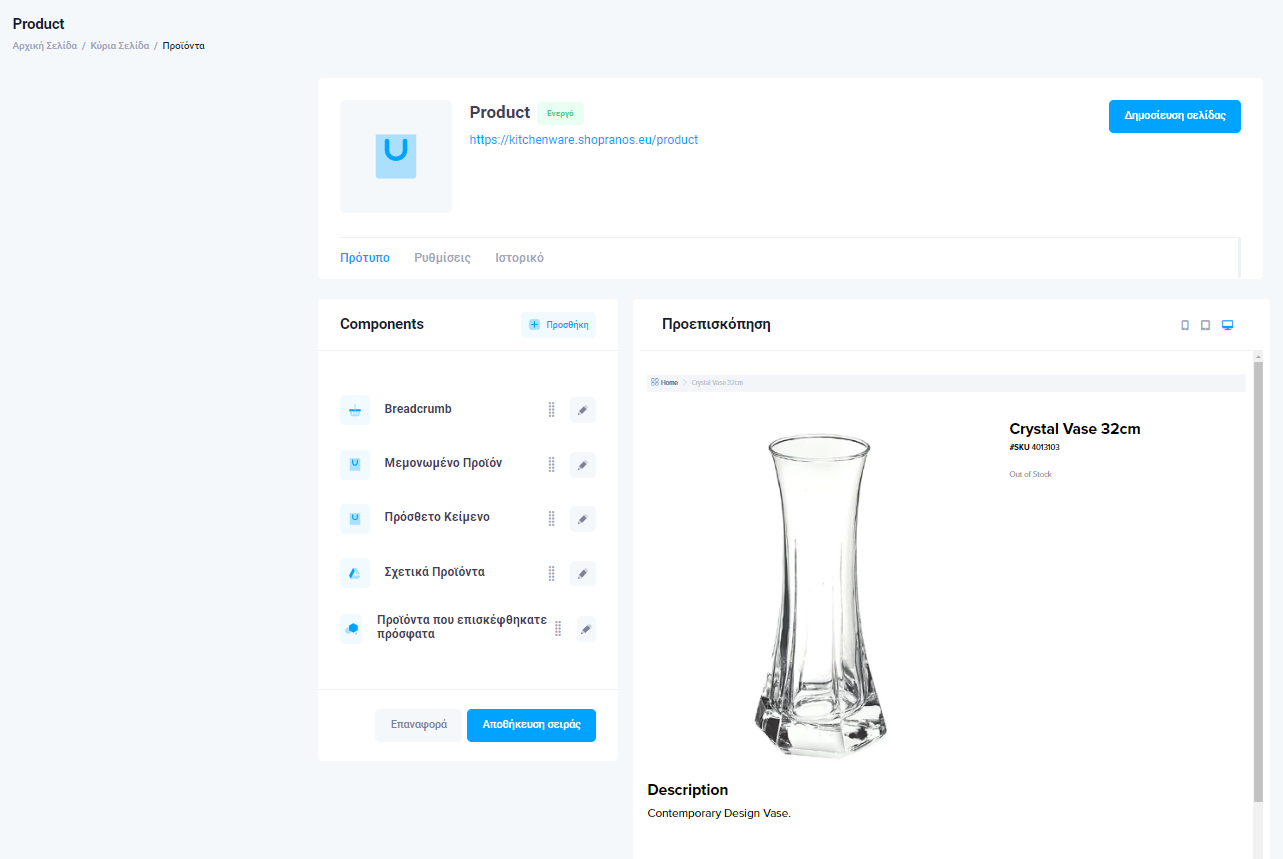 Product
Αρχική Σελίδα / Κύρια Σελίδα / Προϊόντα
Product Ενεργό
https://kitchenware.shopranos.eu/product
Δημοσίευση σελίδας
Πρότυπο Ρυθμίσεις Ιστορικό
Components
Προσθήκη
Breadcrumb
Μεμονωμένο Προϊόν
Πρόσθετο Κείμενο
Σχετικά Προϊόντα
Προϊόντα που επισκέφθηκατε
πρόσφατα
Επαναφορά Αποθήκευση σειράς
Προεπισκόπηση
Home Crystal Vase 32cm
Crystal Vase 32cm
#SKU 4013103
Out of Stock
Description
Contemporary Design Vase.